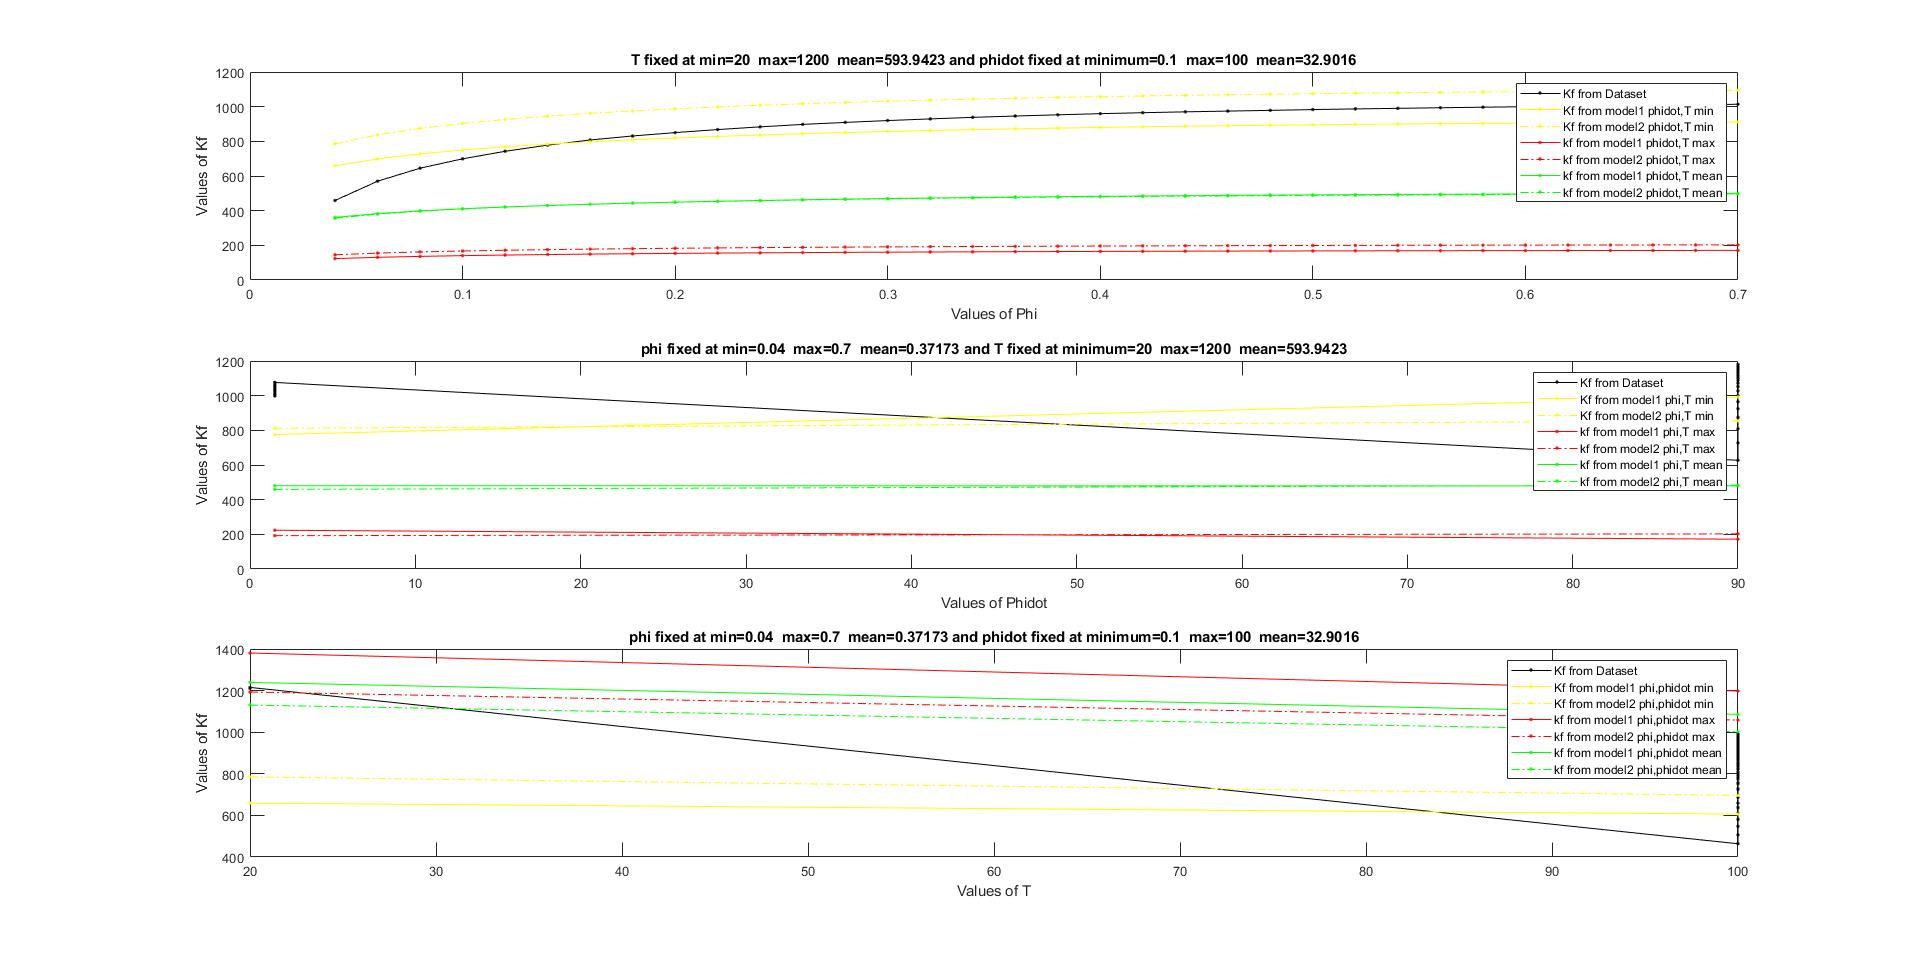 T fixed at min=20 max=1200 mean=593.9423 and phidot fixed at minimum=0.1 max=100 mean=32.9016
1200
1000
800
600
400
200
0
Values of Kf
0 0.1 0.2 0.3 0.4 0.5 0.6 0.7
Values of Phi
Kf from Dataset
Kf from model1 phidot,T min
Kf from model2 phidot,T min
kf from model1 phidot,T max
kf from model2 phidot,T max
kf from model1 phidot,T mean
kf from model2 phidot,T mean
phi fixed at min=0.04 max=0.7 mean=0.37173 and T fixed at minimum=20 max=1200 mean=593.9423
1200
1000
800
600
400
200
0
Values of Kf
0 10 20 30 40 50 60 70 80 90
Values of Phidot
Kf from Dataset
Kf from model1 phi,T min
Kf from model2 phi,T min
kf from model1 phi,T max
kf from model2 phi,T max
kf from model1 phi,T mean
kf from model2 phi,T mean
phi fixed at min=0.04 max=0.7 mean=0.37173 and phidot fixed at minimum=0.1 max=100 mean=32.9016
1400
1200
1000
800
600
400
Values of Kf
20 30 40 50 60 70 80 90 100
Values of T
Kf from Dataset
Kf from model1 phi,phidot min
Kf from model2 phi,phidot min
kf from model1 phi,phidot max
kf from model2 phi,phidot max
kf from model1 phi,phidot mean
kf from model2 phi,phidot mean